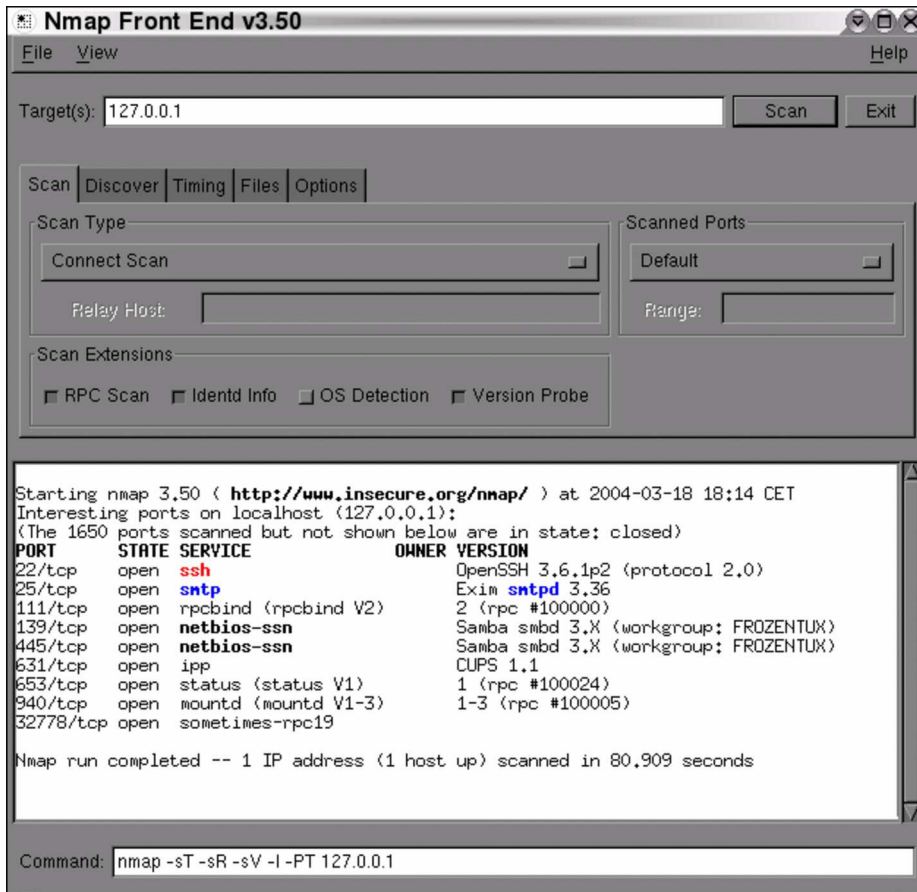 Nmap Front End v3.50
File View Help
Target(s): 127.0.0.1 Scan Exit
Scan Discover Timing Files Options
Scan Type Scanned Ports
Connect Scan Default
Relay Host: Range:
Scan Extensions
RPC Scan Identd Info OS Detection Version Probe
Starting nmap 3.50 ( http://www.insecure.org/nmap/ ) at 2004-03-18 18:14 CET
Interesting ports on localhost (127.0.0.1):
(The 1650 ports scanned but not shown below are in state: closed)
PORT STATE SERVICE OWNER VERSION
22/tcp open ssh OpenSSH 3.6.1p2 (protocol 2.0)
25/tcp open smtp Exim smtpd 3.36
111/tcp open rpcbind (rpcbind V2) 2 (rpc #100000)
139/tcp open netbios-ssn Samba smbd 3.X (workgroup: FROZENTUX)
445/tcp open netbios-ssn Samba smbd 3.X (workgroup: FROZENTUX)
631/tcp open ipp CUPS 1.1
653/tcp open status (status V1) 1 (rpc #100024)
940/tcp open mountd (mountd V1-3) 1-3 (rpc #100005)
32778/tcp open sometimes-rpc19
Nmap run completed -- 1 IP address (1 host up) scanned in 80.909 seconds
Command: nmap -sT -sR -sV -I -PT 127.0.0.1